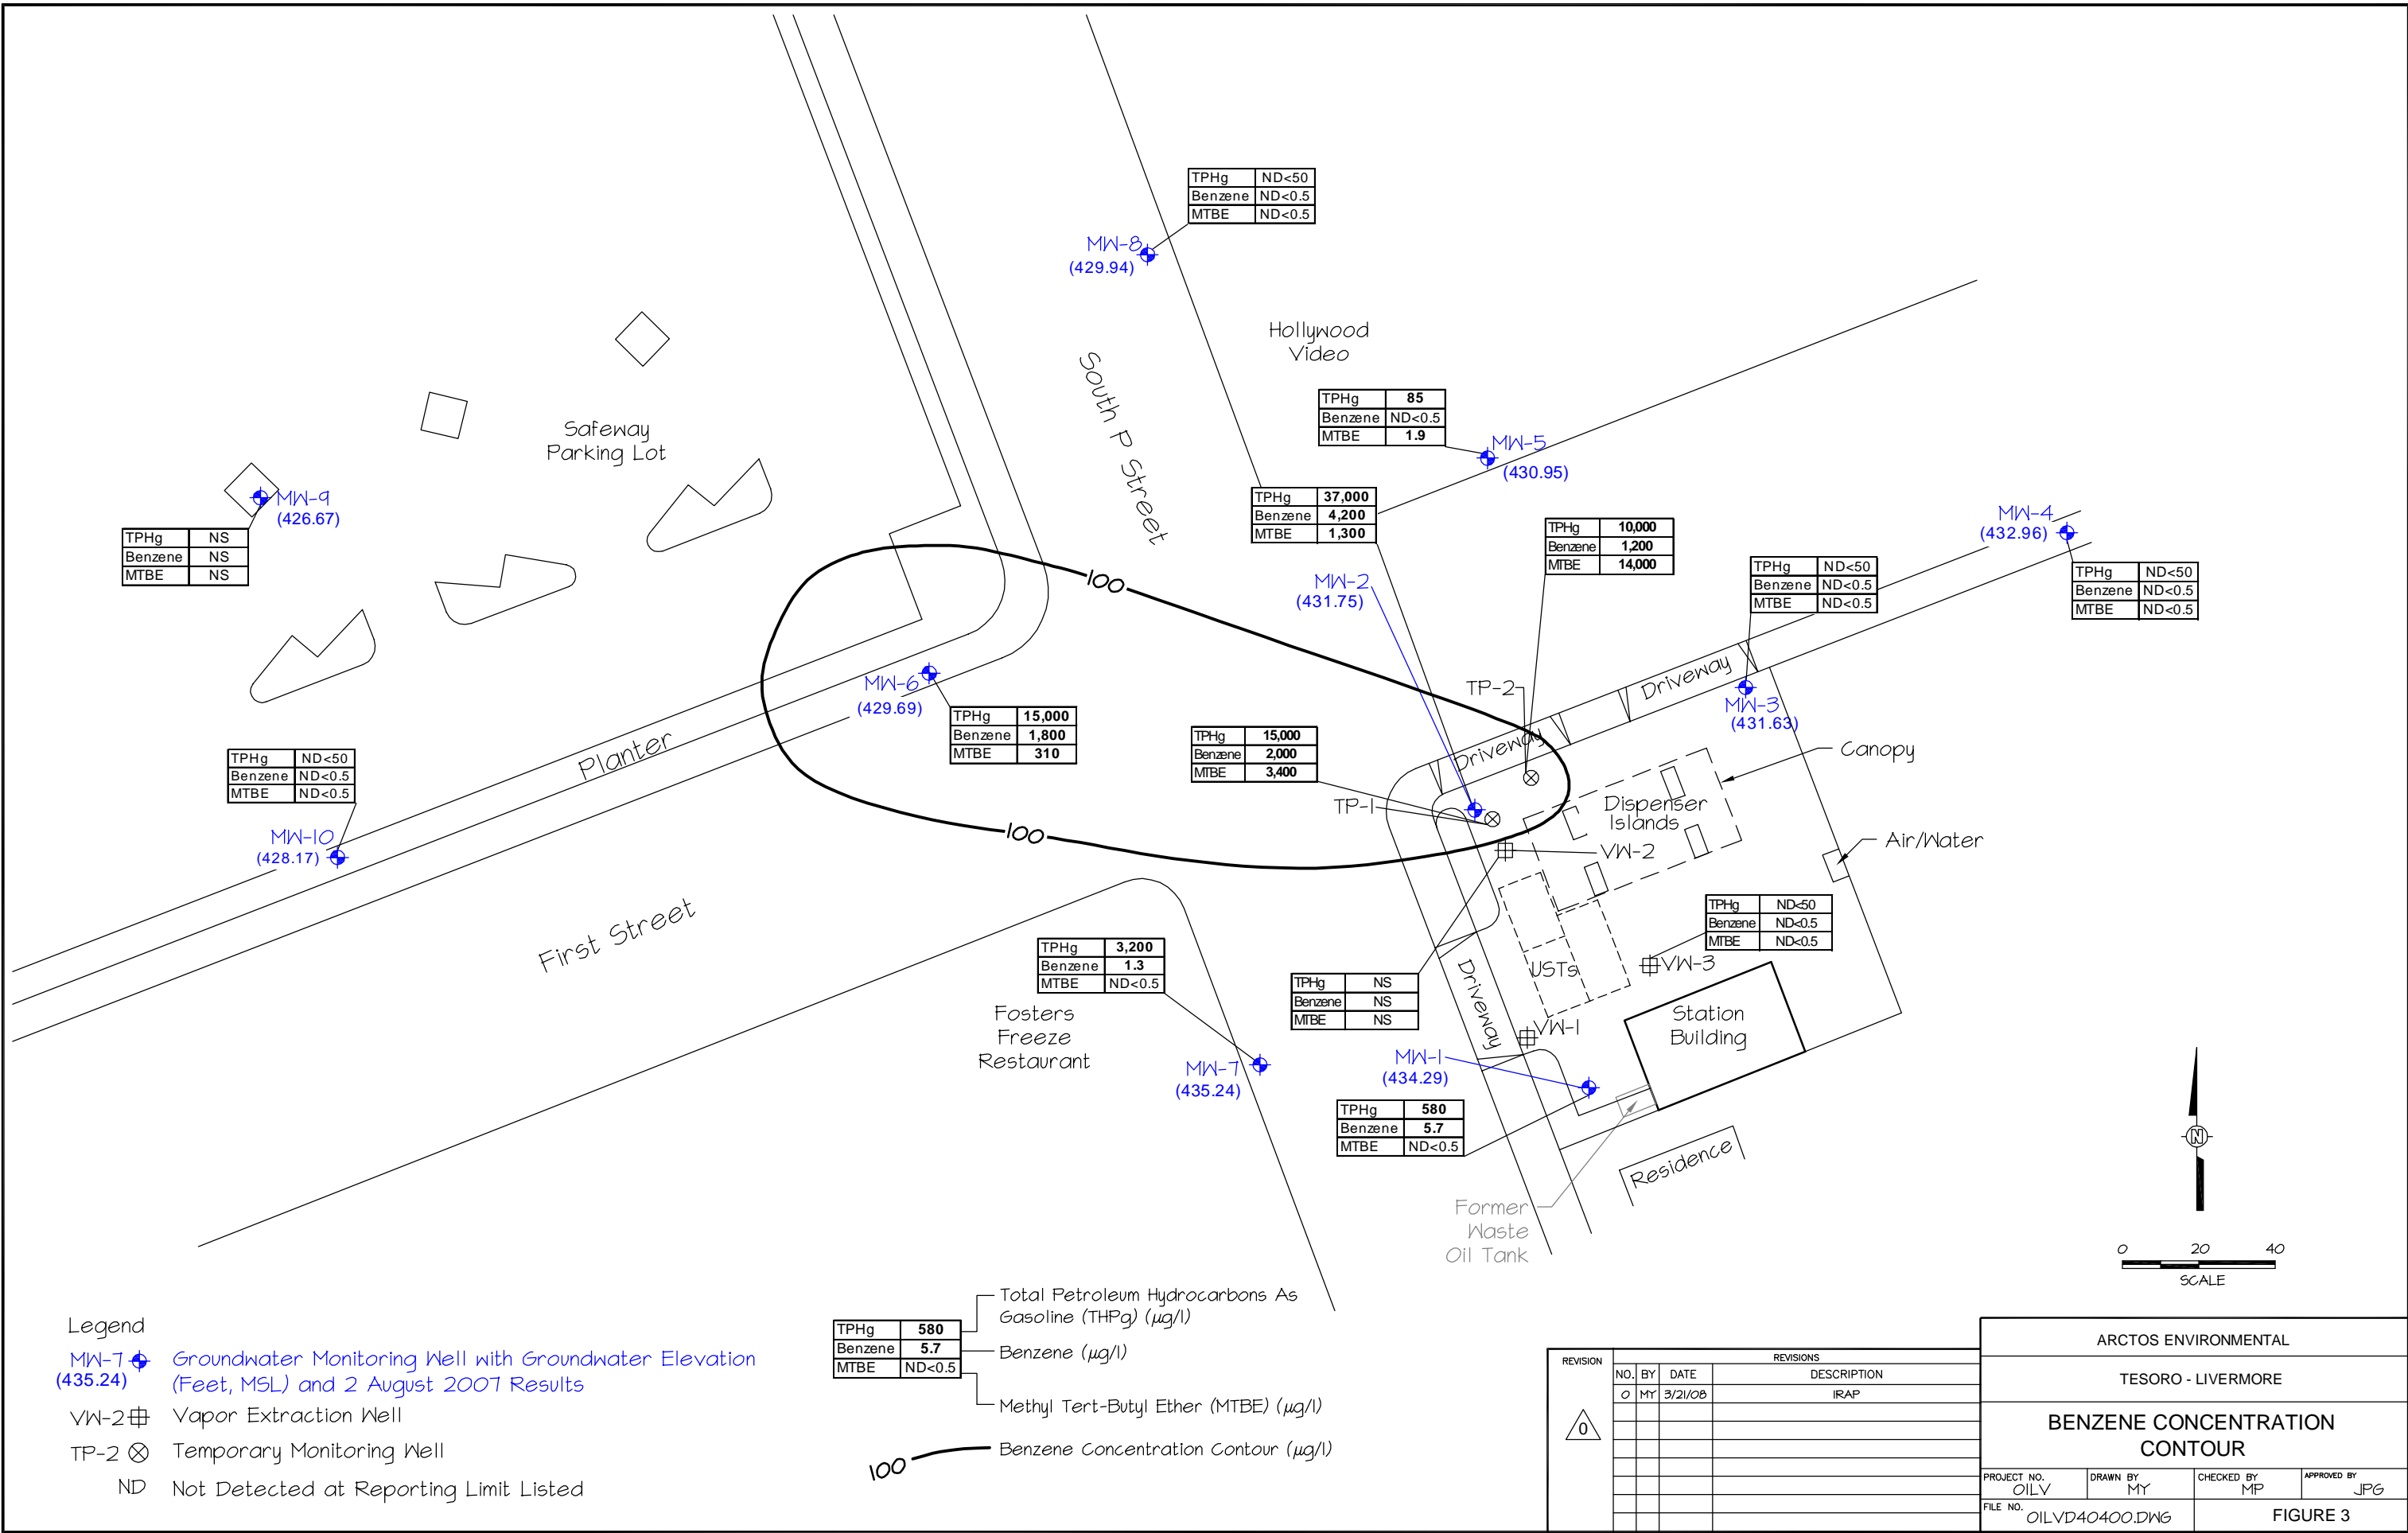 TPHg ND<50
Benzene ND<0.5
MTBE ND<0.5
MW-8
(429.94)
Hollywood
Video
South P Street
Safeway
Parking Lot
TPHg 85
Benzene ND<0.5
MTBE 1.9
MW-5
(430.95)
MW-9
(426.67)
TPHg NS
Benzene NS
MTBE NS
TPHg 37,000
Benzene 4,200
MTBE 1,300
TPHg 10,000
Benzene 1,200
MTBE 14,000
MW-4
(432.96)
TPHg ND<50
Benzene ND<0.5
MTBE ND<0.5
TPHg ND<50
Benzene ND<0.5
MTBE ND<0.5
100
MW-2
(431.75)
MW-6
(429.69)
TP-2
Driveway
MW-3
(431.63)
TPHg 15,000
Benzene 1,800
MTBE 310
TPHg 15,000
Benzene 2,000
MTBE 3,400
Driveway
Canopy
Planter
TPHg ND<50
Benzene ND<0.5
MTBE ND<0.5
TP-1
Dispenser
Islands
100
MW-10
(428.17)
VW-2
Air/Water
First Street
TPHg 3,200
Benzene 1.3
MTBE ND<0.5
TPHg ND<50
Benzene ND<0.5
MTBE ND<0.5
USTs
VW-3
TPHg NS
Benzene NS
MTBE NS
Driveway
Fosters
Freeze
Restaurant
Station
Building
VW-1
MW-7
(435.24)
MW-1
(434.29)
TPHg 580
Benzene 5.7
MTBE ND<0.5
Residence
Former
Waste
Oil Tank
N
0 20 40
SCALE
Legend
MW-7
(435.24)
Groundwater Monitoring Well with Groundwater Elevation
(Feet, MSL) and 2 August 2007 Results
VW-2 Vapor Extraction Well
TP-2 Temporary Monitoring Well
ND Not Detected at Reporting Limit Listed
TPHg 580
Benzene 5.7
MTBE ND<0.5
Total Petroleum Hydrocarbons As
Gasoline (THPg) (µg/l)
Benzene (µg/l)
Methyl Tert-Butyl Ether (MTBE) (µg/l)
100 Benzene Concentration Contour (µg/l)
REVISION
0
REVISIONS
NO. BY DATE DESCRIPTION
0 MY 3/21/08 IRAP
ARCTOS ENVIRONMENTAL
TESORO - LIVERMORE
BENZENE CONCENTRATION
CONTOUR
PROJECT NO. 01LV
DRAWN BY MY
CHECKED BY MP
APPROVED BY JPG
FILE NO. 01LVD40400.DWG
FIGURE 3